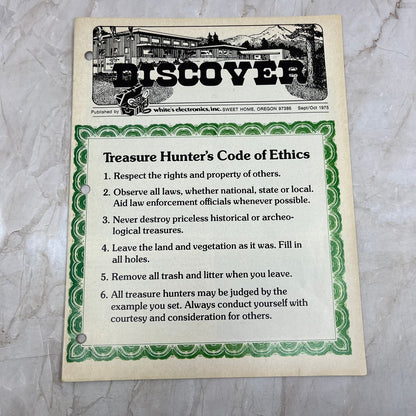 DISCOVER
Published by white's electronics, inc. SWEET HOME, OREGON 97386 Sept/Oct 1975
Treasure Hunter's Code of Ethics
1. Respect the rights and property of others.
2. Observe all laws, whether national, state or local.
Aid law enforcement officials whenever possible.
3. Never destroy priceless historical or archeo-
logical treasures.
4. Leave the land and vegetation as it was. Fill in
all holes.
5. Remove all trash and litter when you leave.
6. All treasure hunters may be judged by the
example you set. Always conduct yourself with
courtesy and consideration for others.